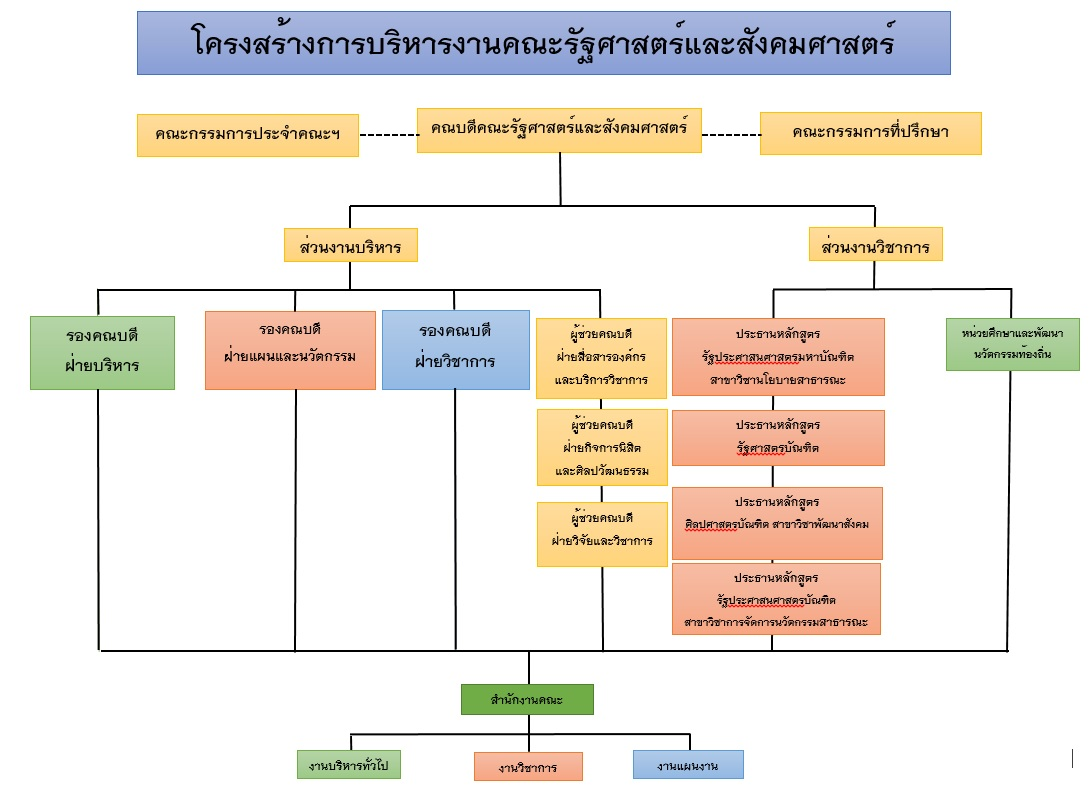 โครงสร้างการบริหารงานคณะรัฐศาสตร์และสังคมศาสตร์
คณะกรรมการประจำคณะฯ
คณบดีคณะรัฐศาสตร์และสังคมศาสตร์
คณะกรรมการที่ปรึกษา
ส่วนงานบริหาร
ส่วนงานวิชาการ
รองคณบดี
ฝ่ายบริหาร
รองคณบดี
ฝ่ายแผนและนวัตกรรม
รองคณบดี
ฝ่ายวิชาการ
ผู้ช่วยคณบดี
ฝ่ายสื่อสารองค์กร
และบริการวิชาการ
ผู้ช่วยคณบดี
ฝ่ายกิจการนิสิต
และศิลปวัฒนธรรม
ผู้ช่วยคณบดี
ฝ่ายวิจัยและวิชาการ
ประธานหลักสูตร
รัฐประศาสนศาสตรมหาบัณฑิต
สาขาวิชานโยบายสาธารณะ
ประธานหลักสูตร
รัฐศาสตรบัณฑิต
ประธานหลักสูตร
ศิลปศาสตรบัณฑิต สาขาวิชาพัฒนาสังคม
ประธานหลักสูตร
รัฐประศาสนศาสตรบัณฑิต
สาขาวิชาการจัดการนวัตกรรมสาธารณะ
หน่วยศึกษาและพัฒนา
นวัตกรรมท้องถิ่น
สำนักงานคณะ
งานบริหารทั่วไป
งานวิชาการ
งานแผนงาน